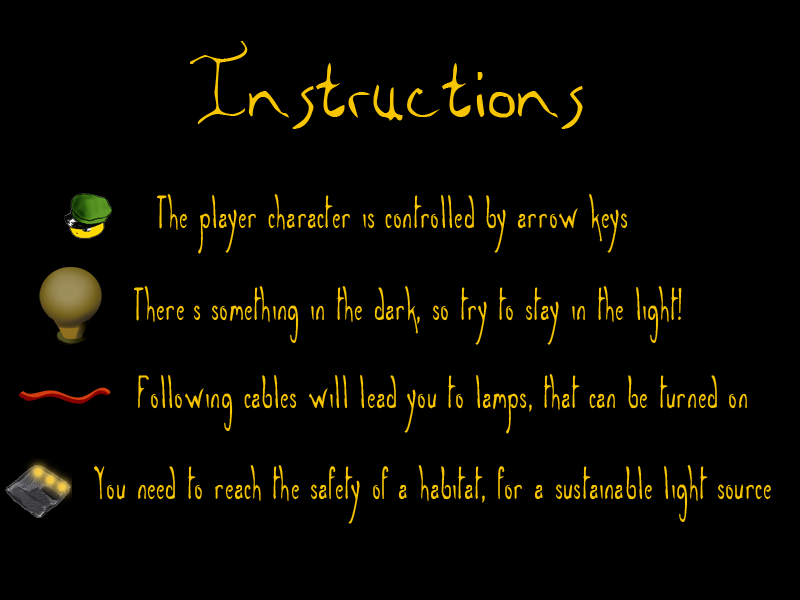 Instructions
The player character is controlled by arrow keys
There s something in the dark, so try to stay in the light!
Following cables will lead you to lamps, that can be turned on
You need to reach the safety of a habitat, for a sustainable light source